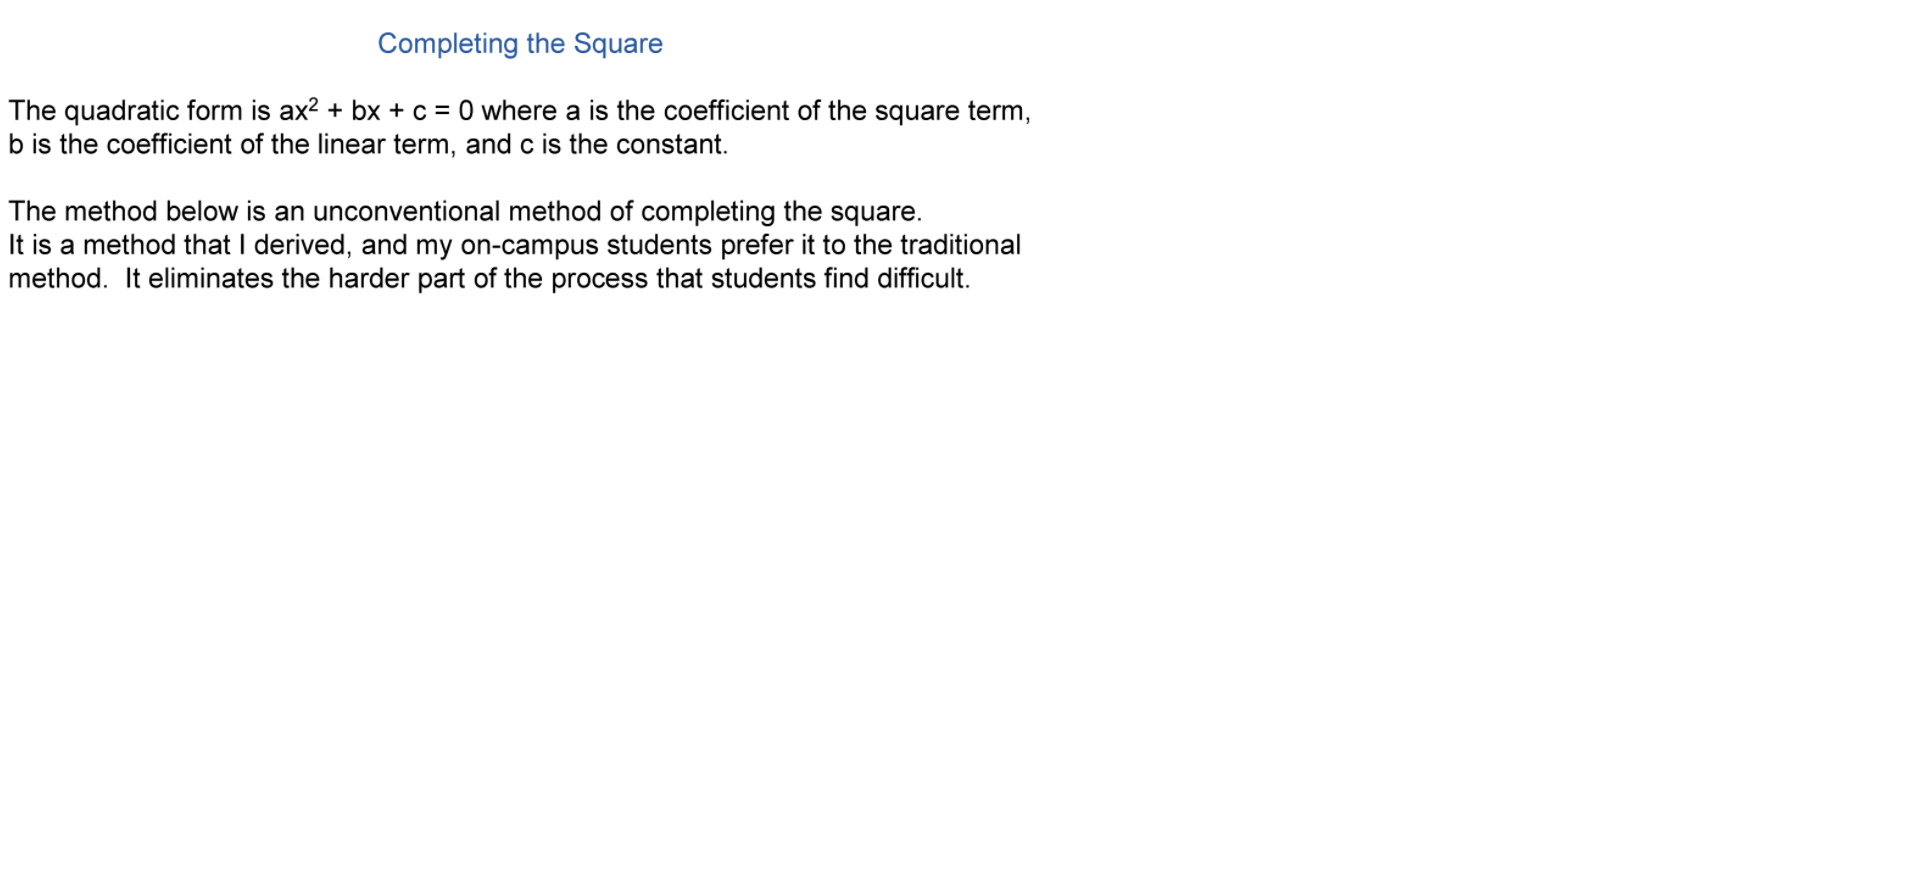 Completing the Square
The quadratic form is ax² + bx + c = 0 where a is the coefficient of the square term,
b is the coefficient of the linear term, and c is the constant.
The method below is an unconventional method of completing the square.
It is a method that I derived, and my on-campus students prefer it to the traditional
method.  It eliminates the harder part of the process that students find difficult.